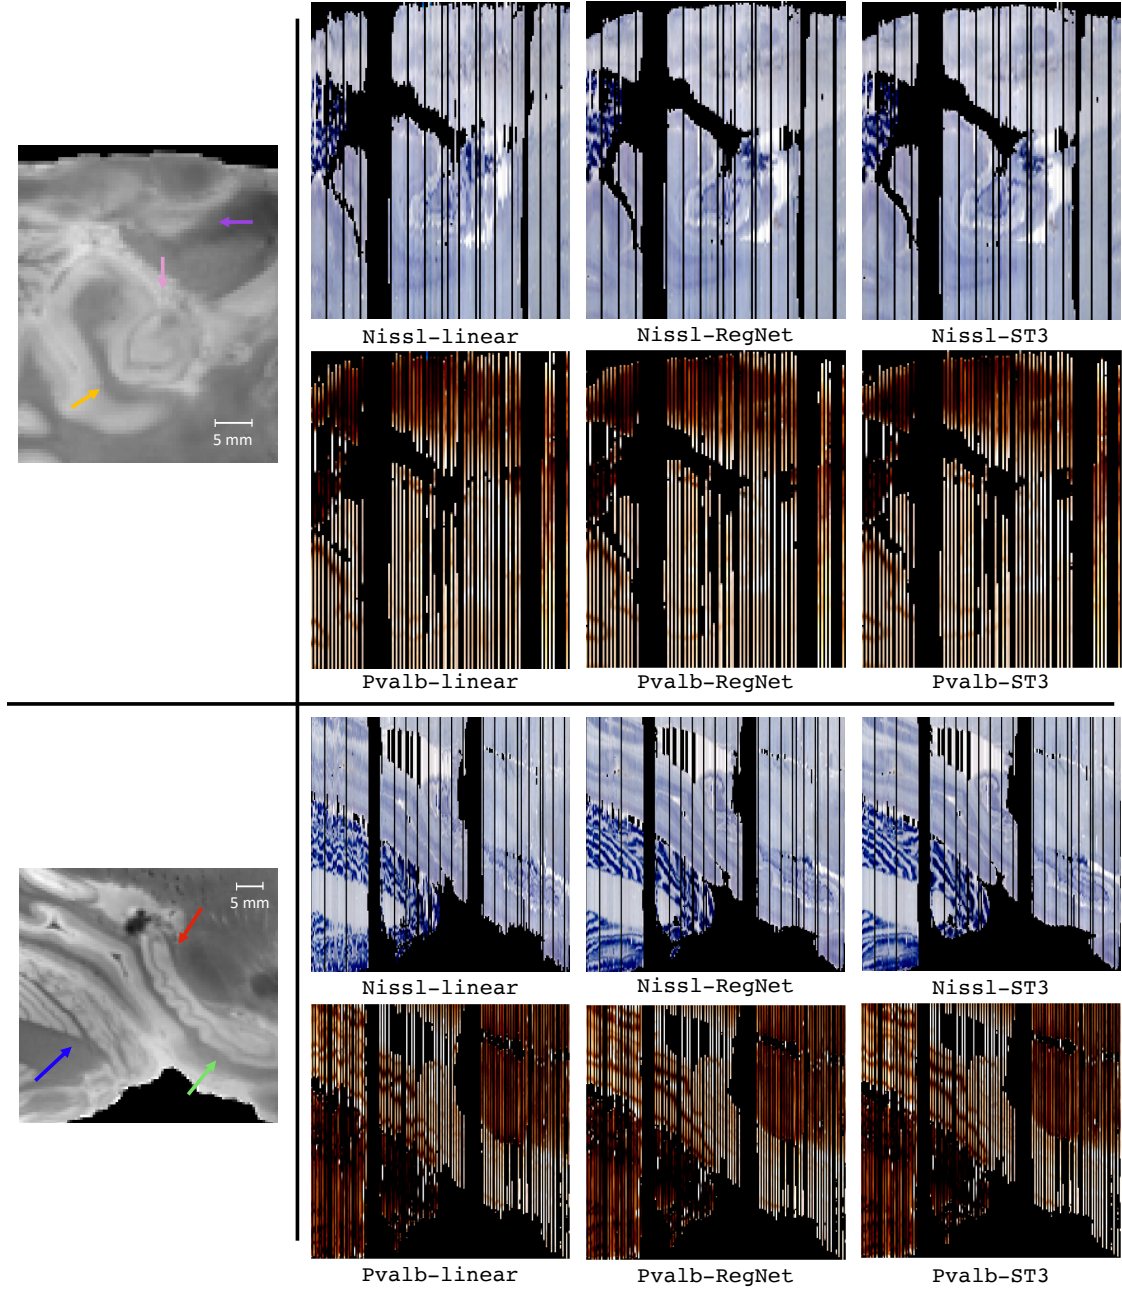 Nissl-linear
Nissl-RegNet
Nissl-ST3
5 mm
Pvalb-linear
Pvalb-RegNet
Pvalb-ST3
5 mm
Nissl-linear
Nissl-RegNet
Nissl-ST3
Pvalb-linear
Pvalb-RegNet
Pvalb-ST3